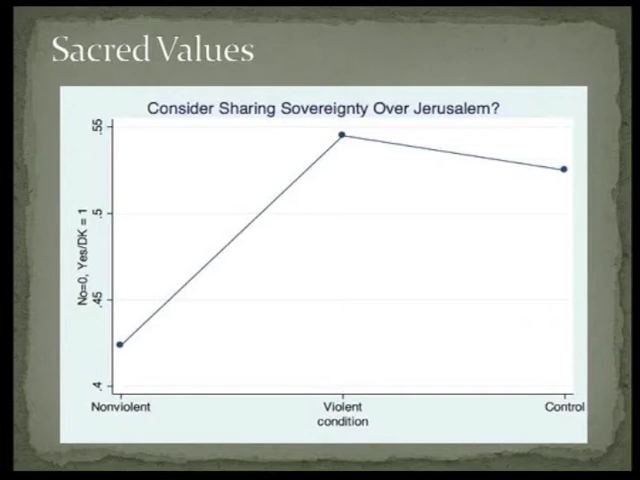 Sacred Values
Consider Sharing Sovereignty Over Jerusalem?
No=0, Yes/DK = 1
.55
.5
.45
.4
Nonviolent
Violent
Control
condition